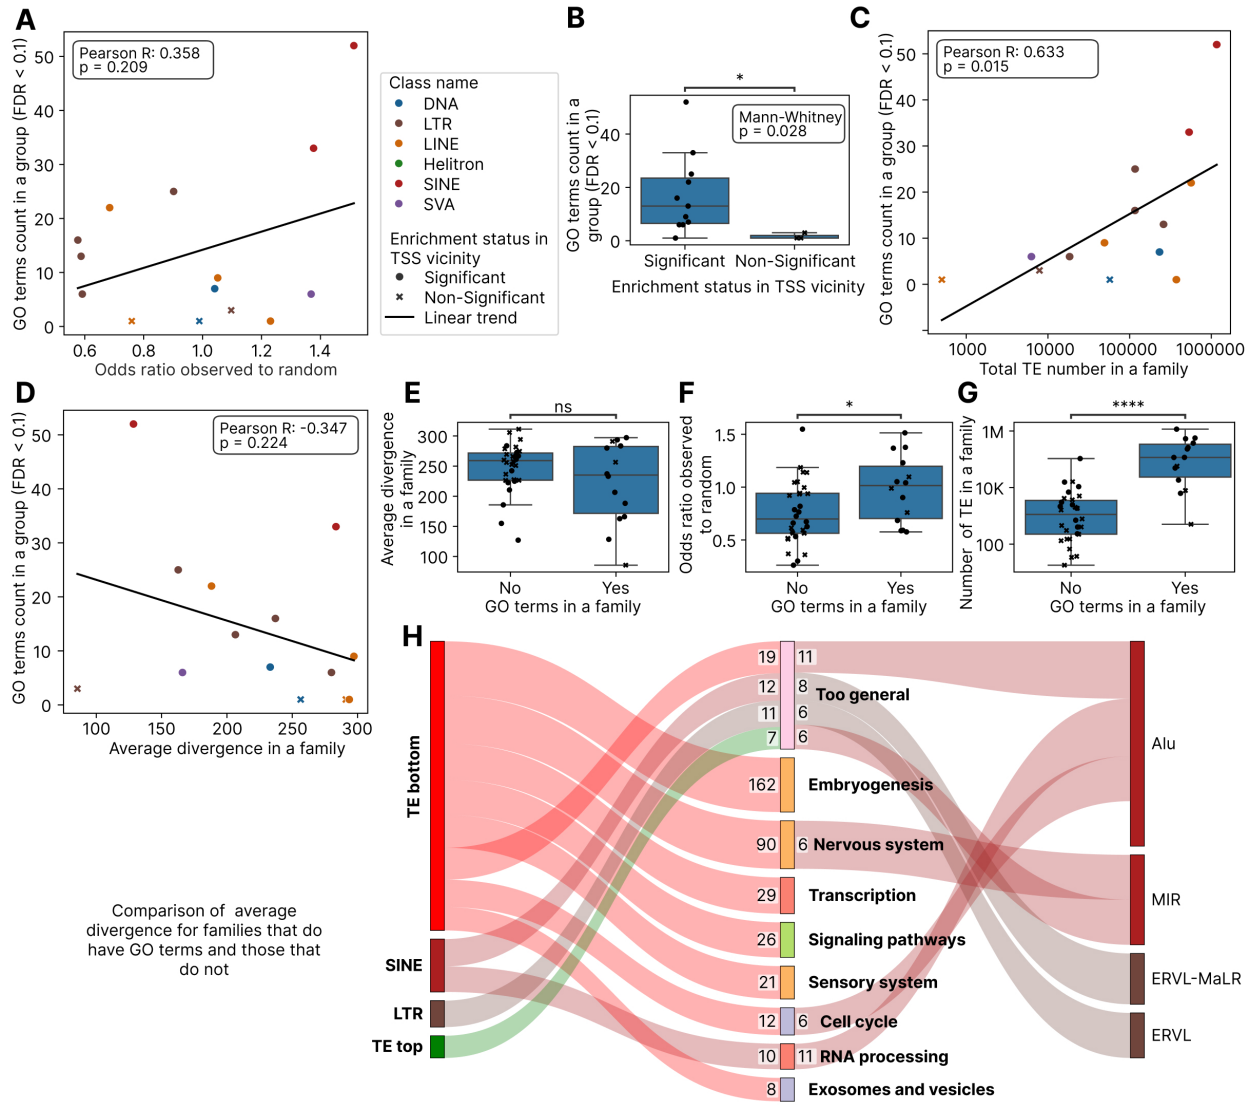 A
GO terms count in a group (FDR < 0.1)
Pearson R: 0.358
p = 0.209
50
40
30
20
10
0
0.6
0.8
1.0
1.2
1.4
Odds ratio observed to random
Class name
DNA
LTR
LINE
Helitron
SINE
SVA
Enrichment status in
TSS vicinity
Significant
Non-Significant
Linear trend
B
GO terms count in a
group (FDR < 0.1)
*
Mann-Whitney
p = 0.028
40
20
0
Significant
Non-Significant
Enrichment status in TSS vicinity
C
GO terms count in a group (FDR < 0.1)
Pearson R: 0.633
p = 0.015
50
40
30
20
10
0
1000
10000
100000
1000000
Total TE number in a family
D
GO terms count in a group (FDR < 0.1)
Pearson R: -0.347
p = 0.224
50
40
30
20
10
0
100
150
200
250
300
Average divergence in a family
E
Average divergence
in a family
ns
300
250
200
150
100
No
Yes
GO terms in a family
F
Odds ratio observed
to random
*
1.5
1.0
0.5
No
Yes
GO terms in a family
G
Number of TE in a family
****
1M
10K
100
No
Yes
GO terms in a family
H
TE bottom
SINE
LTR
TE top
19
11
12
8
Too general
11
6
7
6
162
Embryogenesis
90
6
Nervous system
29
Transcription
26
Signaling pathways
21
Sensory system
12
6
Cell cycle
10
11
RNA processing
8
Exosomes and vesicles
Alu
MIR
ERVL-MaLR
ERVL
Comparison of average
divergence for families that do
have GO terms and those that
do not